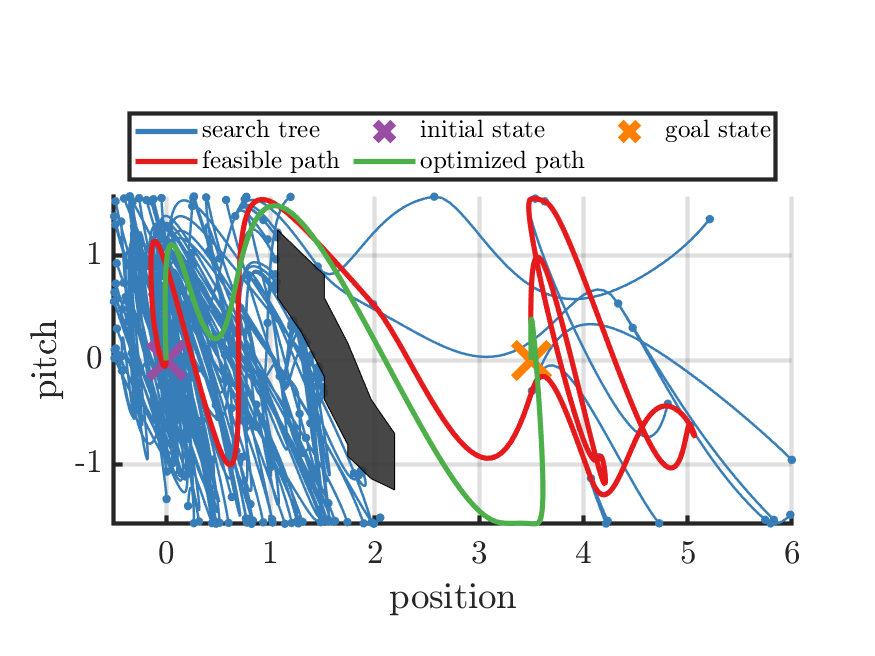 search tree initial state goal state
feasible path optimized path
1
0
-1
pitch
0 1 2 3 4 5 6
position